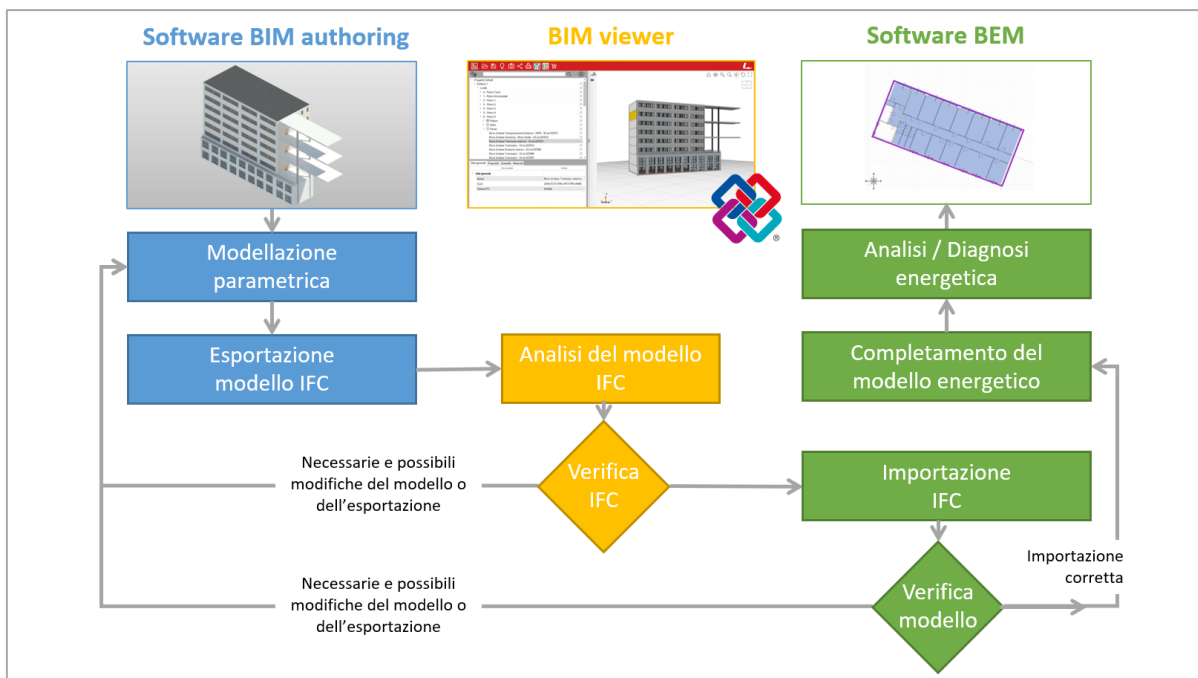 Software BIM authoring
BIM viewer
Software BEM
Modellazione
parametrica
Analisi / Diagnosi
energetica
Esportazione
modello IFC
Analisi del modello
IFC
Completamento del
modello energetico
Necessarie e possibili
modifiche del modello o
dell’esportazione
Verifica
IFC
Importazione
IFC
Importazione
corretta
Necessarie e possibili
modifiche del modello o
dell’esportazione
Verifica
modello